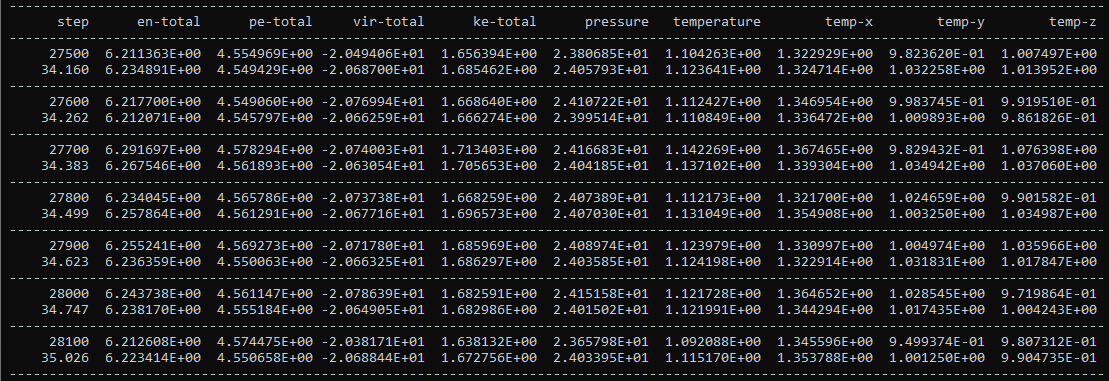 step en-total pe-total vir-total ke-total pressure temperature temp-x temp-y temp-z
27500 6.211363E+00 4.554969E+00 -2.049406E+01 1.656394E+00 2.380685E+01 1.104263E+00 1.322929E+00 9.823620E-01 1.007497E+00
34.160 6.234891E+00 4.549429E+00 -2.068700E+01 1.685462E+00 2.405793E+01 1.123641E+00 1.324714E+00 1.032258E+00 1.013952E+00
27600 6.217700E+00 4.549060E+00 -2.076994E+01 1.668640E+00 2.410722E+01 1.112427E+00 1.346954E+00 9.983745E-01 9.919510E-01
34.262 6.212071E+00 4.545797E+00 -2.066259E+01 1.666274E+00 2.399514E+01 1.110849E+00 1.336472E+00 1.009893E+00 9.861826E-01
27700 6.291697E+00 4.578294E+00 -2.074003E+01 1.713403E+00 2.416683E+01 1.142269E+00 1.367465E+00 9.829432E-01 1.076398E+00
34.383 6.267546E+00 4.561893E+00 -2.063054E+01 1.705653E+00 2.404185E+01 1.137102E+00 1.339304E+00 1.034942E+00 1.037060E+00
27800 6.234045E+00 4.565786E+00 -2.073738E+01 1.668259E+00 2.407389E+01 1.112173E+00 1.321700E+00 1.024659E+00 9.901582E-01
34.499 6.257864E+00 4.561291E+00 -2.067716E+01 1.696573E+00 2.407030E+01 1.131049E+00 1.354908E+00 1.003250E+00 1.034987E+00
27900 6.255241E+00 4.569273E+00 -2.071780E+01 1.685969E+00 2.408974E+01 1.123979E+00 1.330997E+00 1.004974E+00 1.035966E+00
34.623 6.236359E+00 4.550063E+00 -2.066325E+01 1.686297E+00 2.403585E+01 1.124198E+00 1.322914E+00 1.031831E+00 1.017847E+00
28000 6.243738E+00 4.561147E+00 -2.078639E+01 1.682591E+00 2.415158E+01 1.121728E+00 1.364652E+00 1.028545E+00 9.719864E-01
34.747 6.238170E+00 4.555184E+00 -2.064905E+01 1.682986E+00 2.401502E+01 1.121991E+00 1.344294E+00 1.017435E+00 1.004243E+00
28100 6.212608E+00 4.574475E+00 -2.038171E+01 1.638132E+00 2.365798E+01 1.092088E+00 1.345596E+00 9.499374E-01 9.807312E-01
35.026 6.223414E+00 4.550658E+00 -2.068844E+01 1.672756E+00 2.403395E+01 1.115170E+00 1.353788E+00 1.001250E+00 9.904735E-01